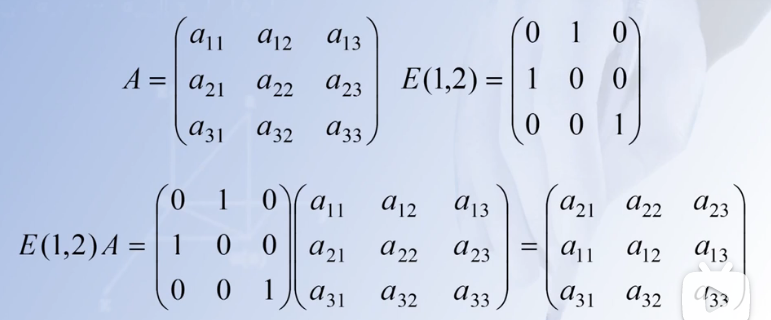 A = \begin{pmatrix} a_{11} & a_{12} & a_{13} \\ a_{21} & a_{22} & a_{23} \\ a_{31} & a_{32} & a_{33} \end{pmatrix} E(1,2) = \begin{pmatrix} 0 & 1 & 0 \\ 1 & 0 & 0 \\ 0 & 0 & 1 \end{pmatrix}
E(1,2)A = \begin{pmatrix} 0 & 1 & 0 \\ 1 & 0 & 0 \\ 0 & 0 & 1 \end{pmatrix} \begin{pmatrix} a_{11} & a_{12} & a_{13} \\ a_{21} & a_{22} & a_{23} \\ a_{31} & a_{32} & a_{33} \end{pmatrix} = \begin{pmatrix} a_{21} & a_{22} & a_{23} \\ a_{11} & a_{12} & a_{13} \\ a_{31} & a_{32} & a_{33} \end{pmatrix}